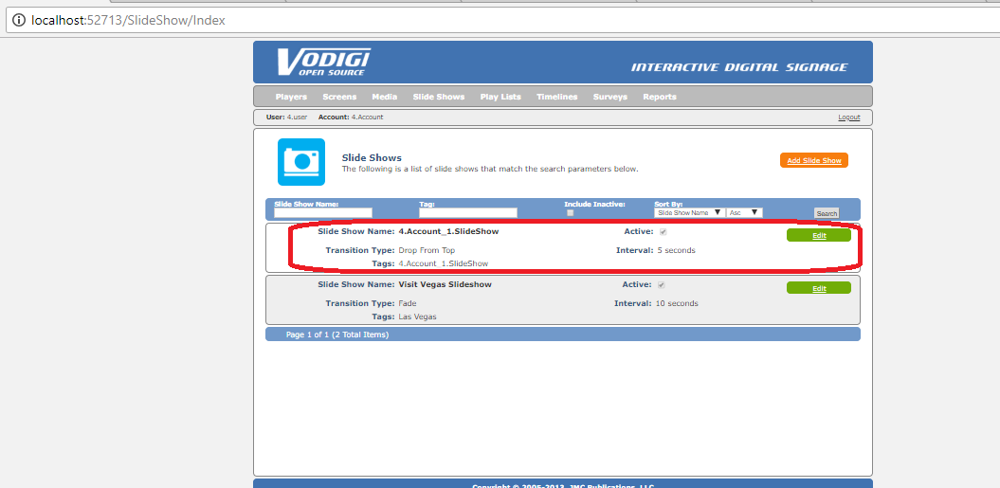 localhost:52713/SlideShow/Index
VODIGI
OPEN SOURCE
INTERACTIVE DIGITAL SIGNAGE
Players Screens Media Slide Shows Play Lists Timelines Surveys Reports
User: 4.user Account: 4.Account Logout
Slide Shows
The following is a list of slide shows that match the search parameters below.
Add Slide Show
Slide Show Name: Tag: Include Inactive: Sort By:
Slide Show Name Asc Search
Slide Show Name: 4.Account_1.SlideShow Active: Edit
Transition Type: Drop From Top Interval: 5 seconds
Tags: 4.Account_1.SlideShow
Slide Show Name: Visit Vegas Slideshow Active: Edit
Transition Type: Fade Interval: 10 seconds
Tags: Las Vegas
Page 1 of 1 (2 Total Items)
Copyright © 2005-2013, JMC Publications, LLC